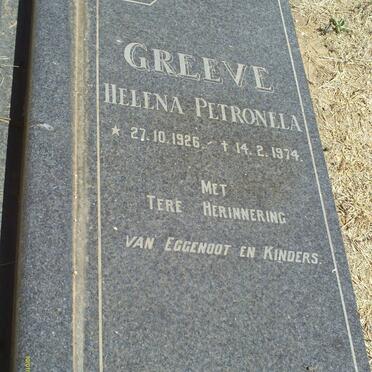 GREEVE
HELENA PETRONELLA
★ 27.10.1926 - ✝ 14.2.1974.
MET
TERE HERINNERING
VAN EGGENOOT EN KINDERS.